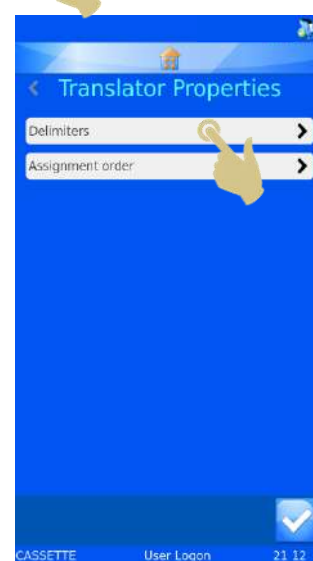 Translator Properties
Delimiters
Assignment order
CASSETTE User Logon 21 12